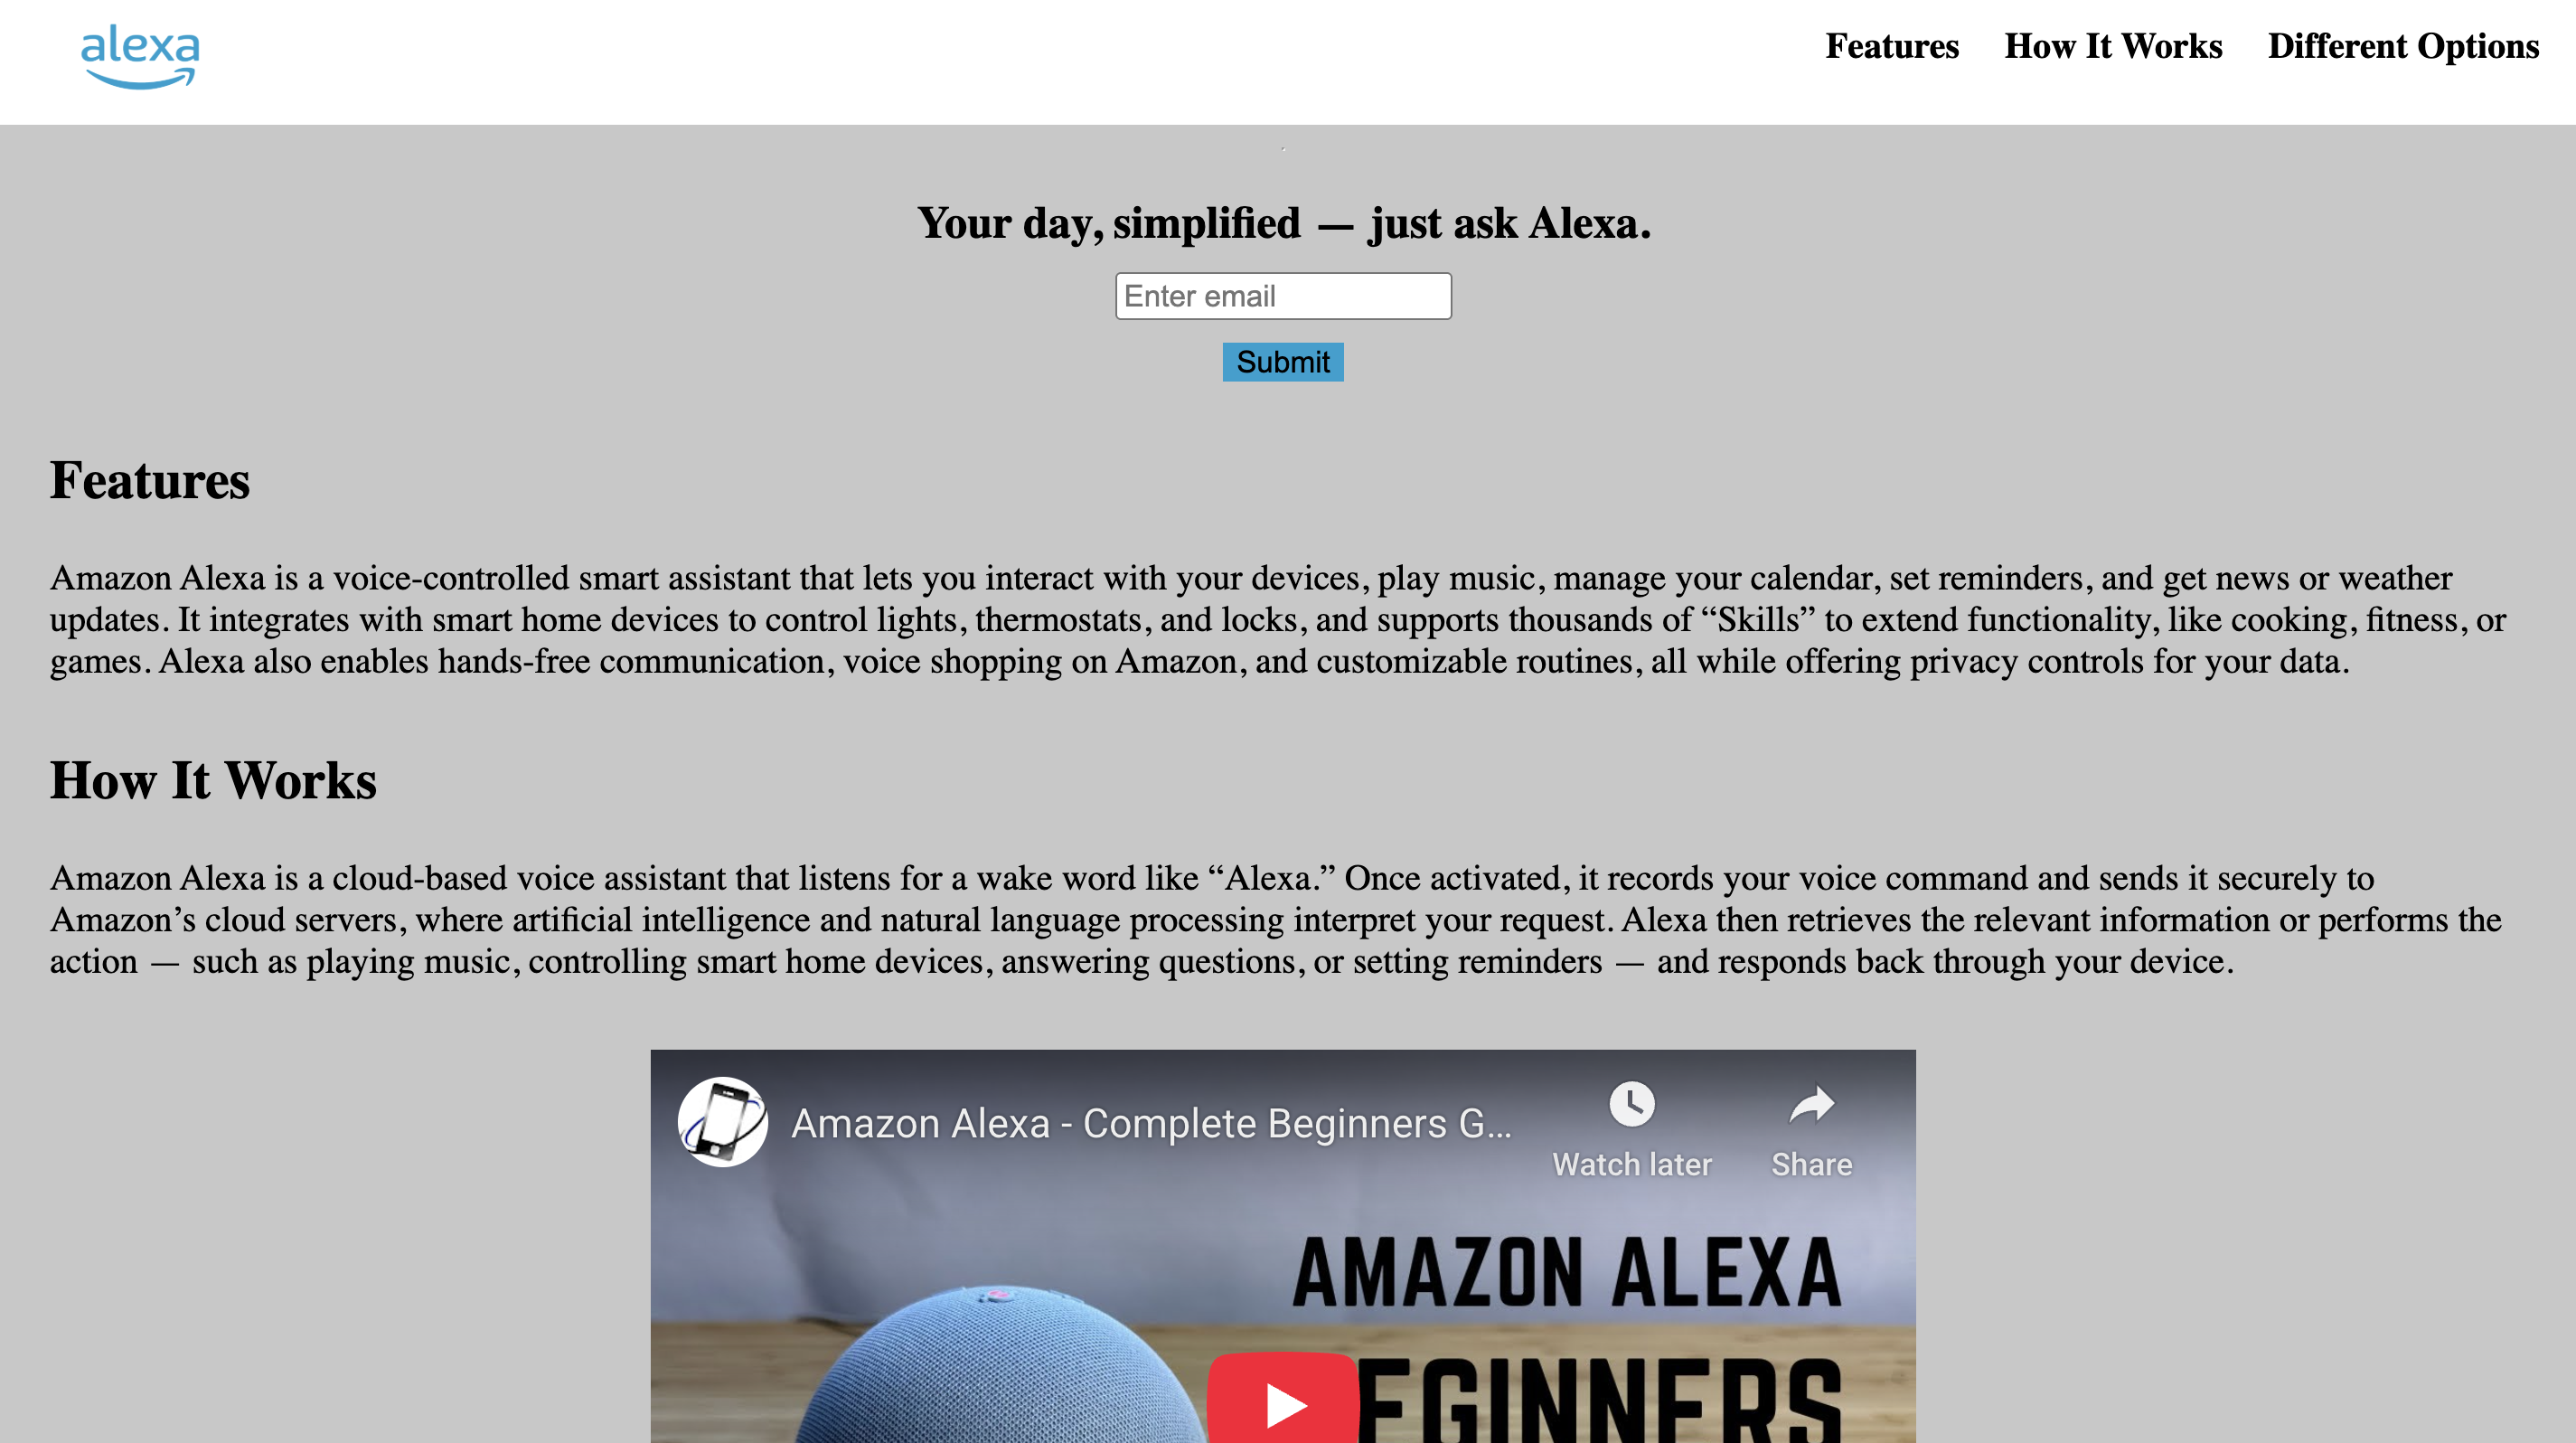 alexa
Features How It Works Different Options
Your day, simplified — just ask Alexa.
Enter email
Submit
Features
Amazon Alexa is a voice-controlled smart assistant that lets you interact with your devices, play music, manage your calendar, set reminders, and get news or weather
updates. It integrates with smart home devices to control lights, thermostats, and locks, and supports thousands of “Skills” to extend functionality, like cooking, fitness, or
games. Alexa also enables hands-free communication, voice shopping on Amazon, and customizable routines, all while offering privacy controls for your data.
How It Works
Amazon Alexa is a cloud-based voice assistant that listens for a wake word like “Alexa.” Once activated, it records your voice command and sends it securely to
Amazon’s cloud servers, where artificial intelligence and natural language processing interpret your request. Alexa then retrieves the relevant information or performs the
action — such as playing music, controlling smart home devices, answering questions, or setting reminders — and responds back through your device.
Amazon Alexa - Complete Beginners G...
Watch later Share
AMAZON ALEXA
EGINNERS